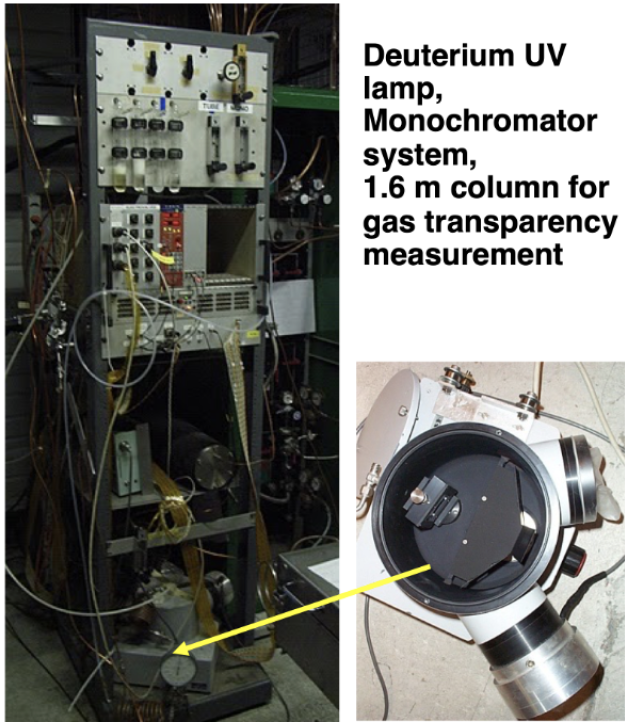 Deuterium UV
lamp,
Monochromator
system,
1.6 m column for
gas transparency
measurement
TUBE MONO